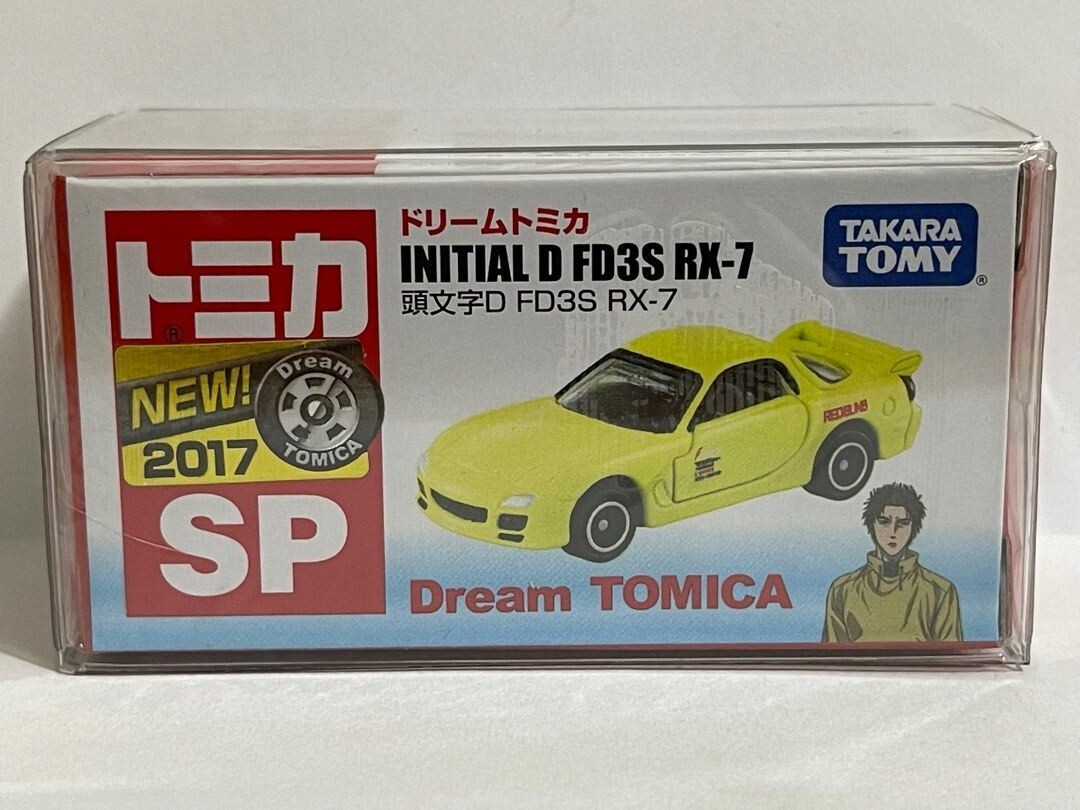 トミカ
®
NEW!
2017
Dream
TOMICA
SP
ドリームトミカ
INITIAL D FD3S RX-7
頭文字D FD3S RX-7
TAKARA
TOMY
®
REDSUNS
Dream TOMICA